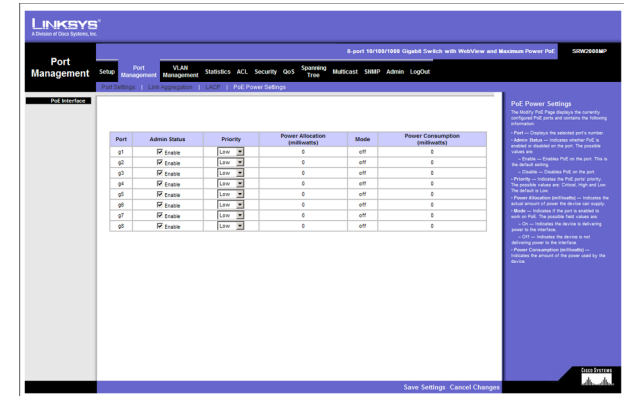 LINKSYS®
A Division of Cisco Systems, Inc.
8-port 10/100/1000 Gigabit Switch with WebView and Maximum Power PoE
SRW2008MP
Port Management
Setup
Port Management
VLAN Management
Statistics
ACL
Security
QoS
Spanning Tree
Multicast
SNMP
Admin
LogOut
Port Settings | Link Aggregation | LACP | PoE Power Settings
PoE Interface
Port Admin Status Priority Power Allocation (milliwatts) Mode Power Consumption (milliwatts)
g1 Enable Low 0 off 0
g2 Enable Low 0 off 0
g3 Enable Low 0 off 0
g4 Enable Low 0 off 0
g5 Enable Low 0 off 0
g6 Enable Low 0 off 0
g7 Enable Low 0 off 0
g8 Enable Low 0 off 0
PoE Power Settings
The Modify PoE Page displays the currently
configured PoE ports and contains the following
information:
• Port — Displays the selected port's number.
• Admin Status — Indicates whether PoE is
enabled or disabled on the port. The possible
values are:
– Enable — Enables PoE on the port. This is
the default setting.
– Disable — Disables PoE on the port.
• Priority — Indicates the PoE ports' priority.
The possible values are: Critical, High and Low.
The default is Low.
• Power Allocation (milliwatts) — Indicates the
actual amount of power the device can supply.
• Mode — Indicates if the port is enabled to
work on PoE. The possible field values are:
– On — Indicates the device is delivering
power to the interface.
– Off — Indicates the device is not
delivering power to the interface.
• Power Consumption (milliwatts) —
Indicates the amount of the power used by the
device.
Save Settings Cancel Changes
CISCO SYSTEMS